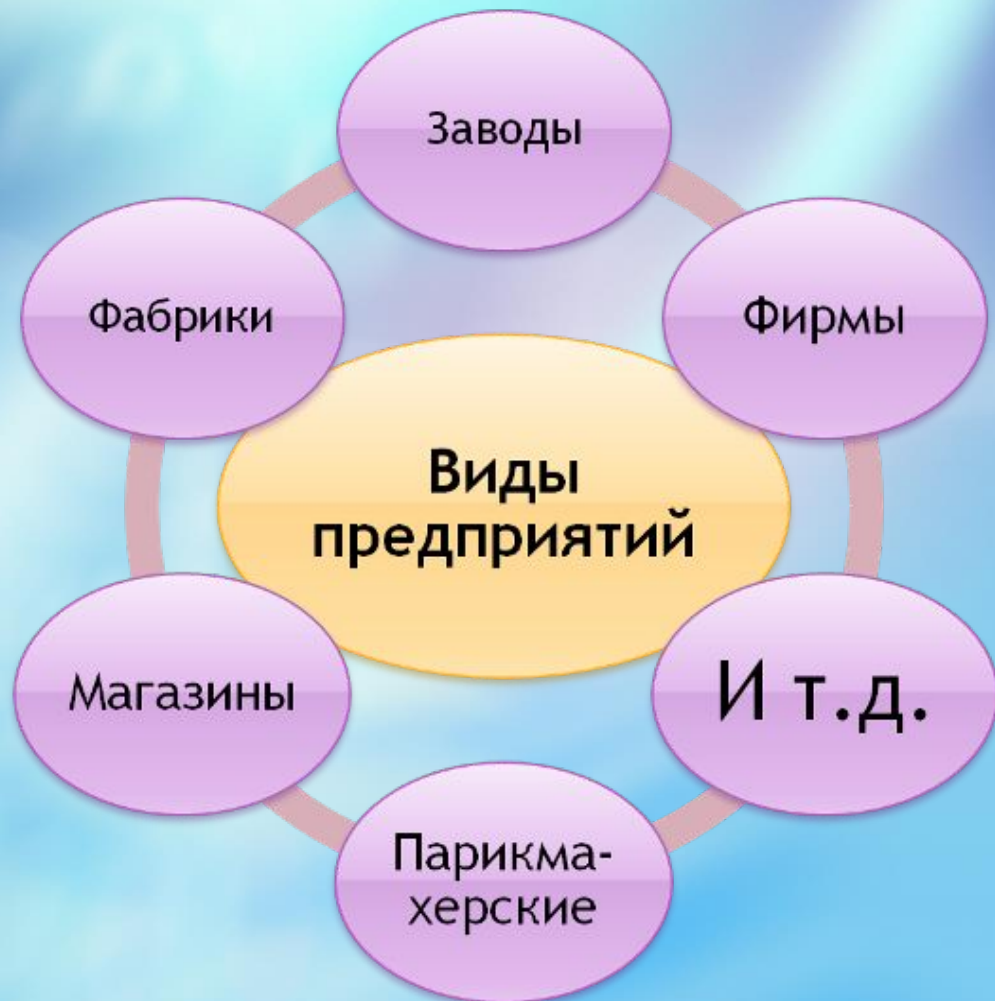 Заводы
Фабрики
Фирмы
Виды
предприятий
Магазины
И т.д.
Парикма-
херские